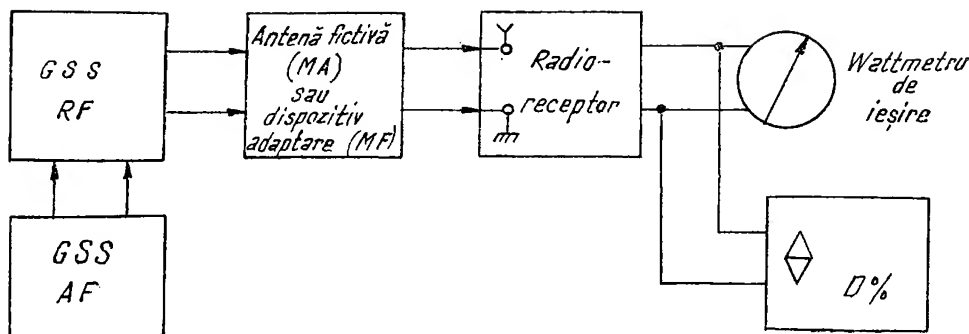 GSS
RF
Antenă fictivă
(MA)
sau
dispozitiv
adaptare (MF)
Radio-
receptor
Wattmetru
de
ieșire
GSS
AF
D%